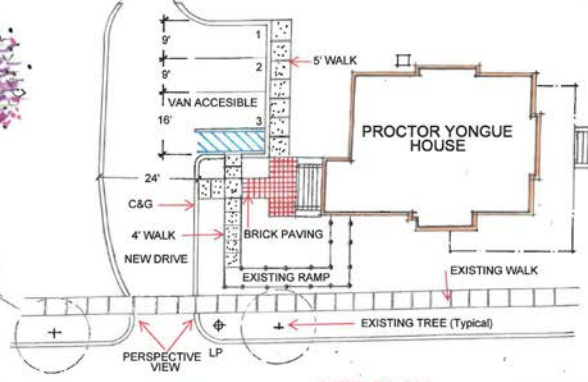 9'
1
9'
2
5' WALK
VAN ACCESIBLE
16'
3
PROCTOR YONGUE
HOUSE
24'
C&G
4' WALK
BRICK PAVING
NEW DRIVE
EXISTING RAMP
EXISTING WALK
EXISTING TREE (Typical)
LP
PERSPECTIVE
VIEW